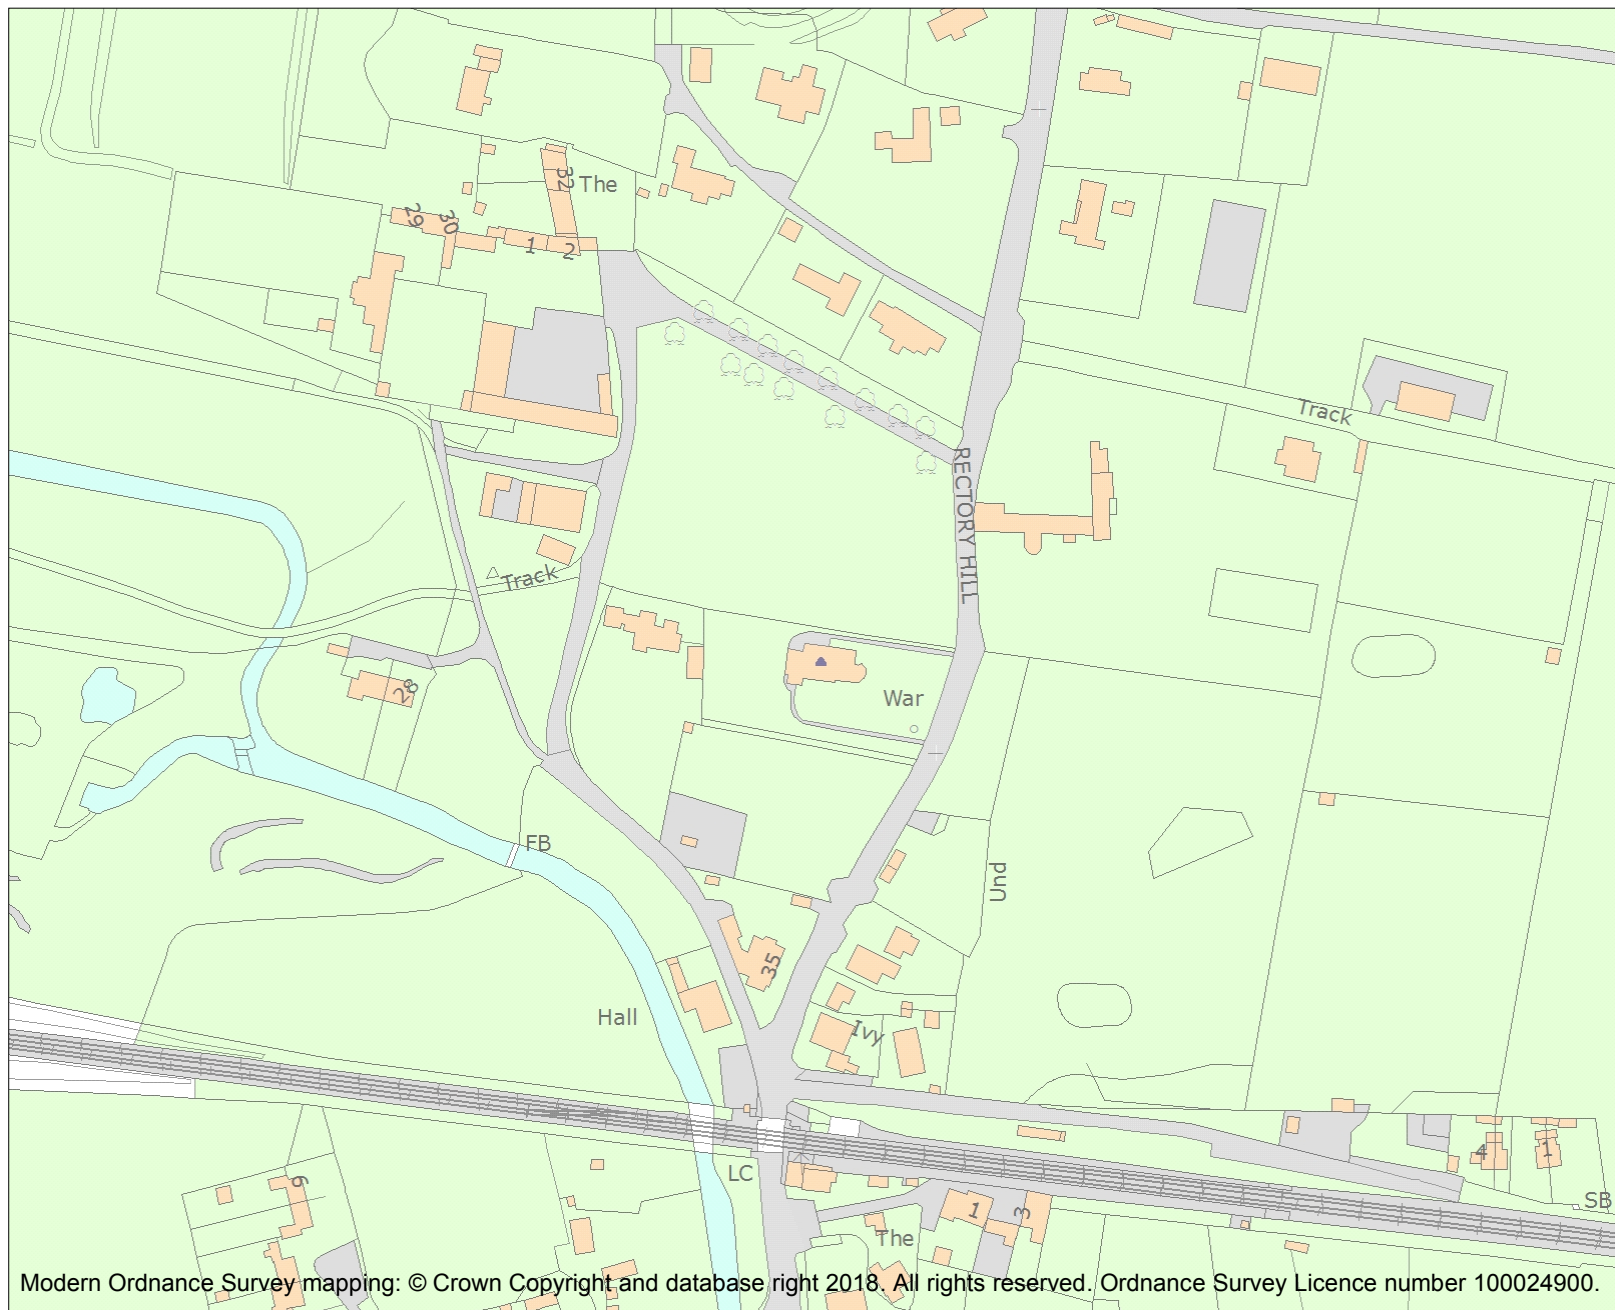 32
The
29
30
1
2
Track
RECTORY HILL
Track
28
War
FB
Und
35
Hall
Ivy
LC
4
1
SB
6
1
3
The
Modern Ordnance Survey mapping: © Crown Copyright and database right 2018. All rights reserved. Ordnance Survey Licence number 100024900.